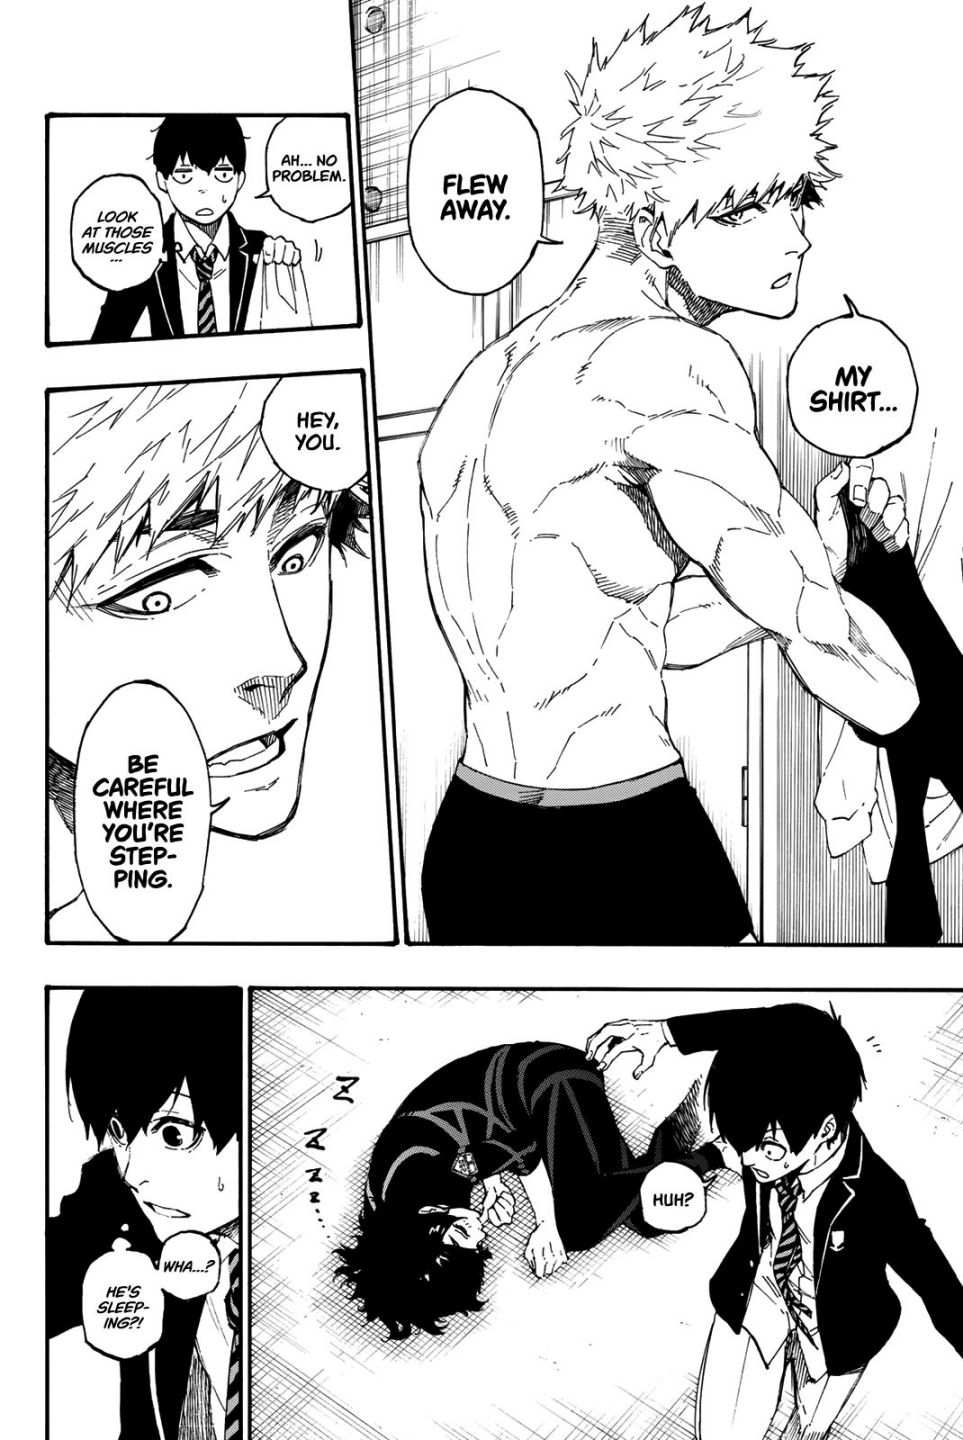 MY
SHIRT...
FLEW
AWAY.
AH... NO
PROBLEM.
LOOK
AT THOSE
MUSCLES
...
HEY,
YOU.
BE
CAREFUL
WHERE
YOU'RE
STEP-
PING.
HUH?
Z
Z
Z
Z
WHA...?
HE'S
SLEEP-
ING?!